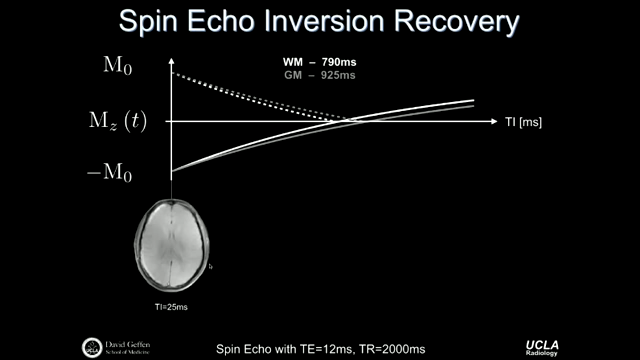 Spin Echo Inversion Recovery
M₀
WM – 790ms
GM – 925ms
M_z (t)
TI [ms]
−M₀
TI=25ms
UCLA
David Geffen
School of Medicine
Spin Echo with TE=12ms, TR=2000ms
UCLA
Radiology